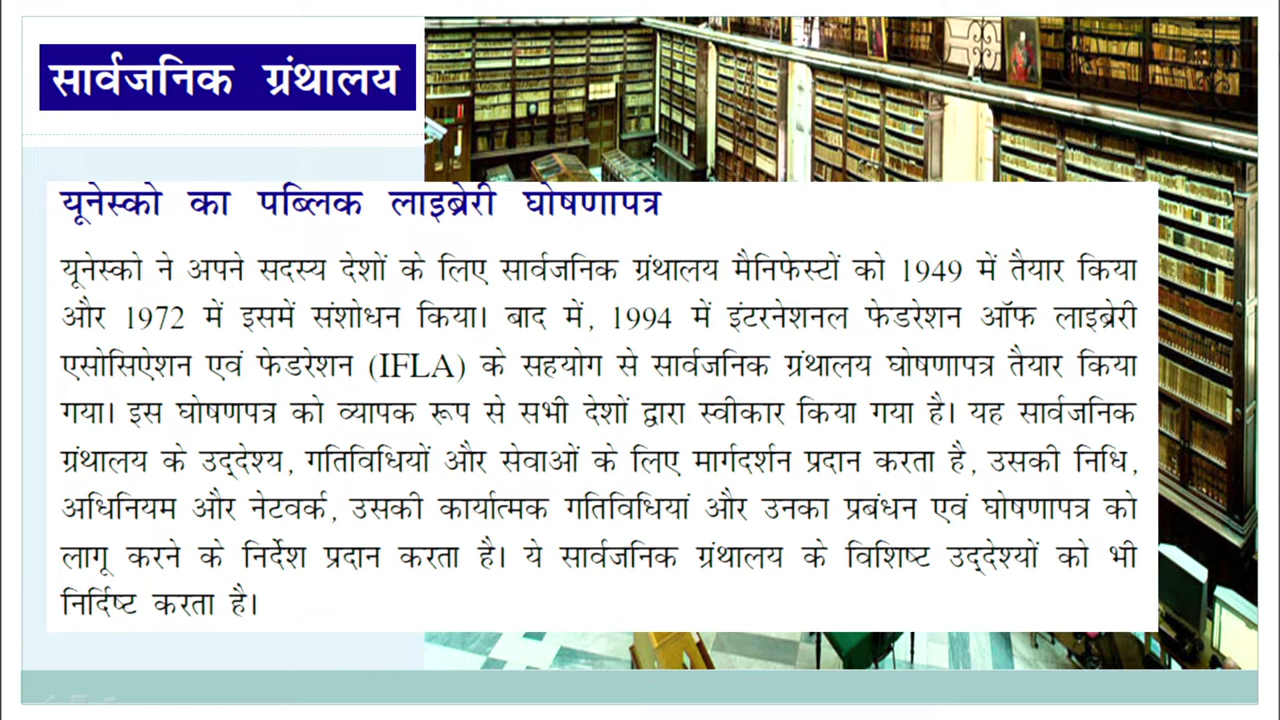 सार्वजनिक ग्रंथालय
यूनेस्को का पब्लिक लाइब्रेरी घोषणापत्र
यूनेस्को ने अपने सदस्य देशों के लिए सार्वजनिक ग्रंथालय मैनिफेस्टों को 1949 में तैयार किया
और 1972 में इसमें संशोधन किया। बाद में, 1994 में इंटरनेशनल फेडरेशन ऑफ लाइब्रेरी
एसोसिऐशन एवं फेडरेशन (IFLA) के सहयोग से सार्वजनिक ग्रंथालय घोषणापत्र तैयार किया
गया। इस घोषणपत्र को व्यापक रूप से सभी देशों द्वारा स्वीकार किया गया है। यह सार्वजनिक
ग्रंथालय के उद्देश्य, गतिविधियों और सेवाओं के लिए मार्गदर्शन प्रदान करता है, उसकी निधि,
अधिनियम और नेटवर्क, उसकी कार्यात्मक गतिविधियां और उनका प्रबंधन एवं घोषणापत्र को
लागू करने के निर्देश प्रदान करता है। ये सार्वजनिक ग्रंथालय के विशिष्ट उद्देश्यों को भी
निर्दिष्ट करता है।